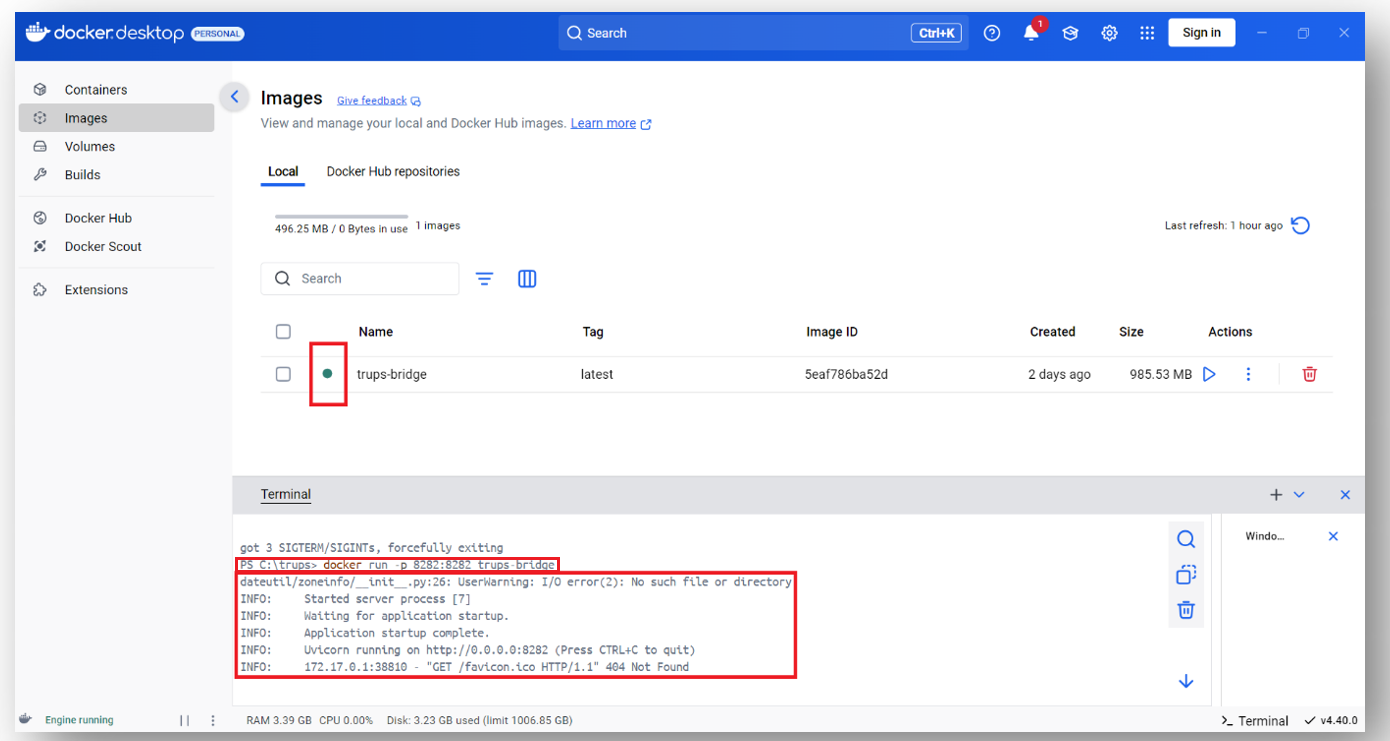 docker.desktop PERSONAL
Search
Ctrl+K
1
Sign in
Containers
Images
Volumes
Builds
Docker Hub
Docker Scout
Extensions
Images Give feedback
View and manage your local and Docker Hub images. Learn more
Local Docker Hub repositories
496.25 MB / 0 Bytes in use 1 images
Last refresh: 1 hour ago
Search
Name Tag Image ID Created Size Actions
trups-bridge latest 5eaf786ba52d 2 days ago 985.53 MB
Terminal
got 3 SIGTERM/SIGINTs, forcefully exiting
PS C:\trups> docker run -p 8282:8282 trups-bridge
dateutil/zoneinfo/__init__.py:26: UserWarning: I/O error(2): No such file or directory
INFO: Started server process [7]
INFO: Waiting for application startup.
INFO: Application startup complete.
INFO: Uvicorn running on http://0.0.0.0:8282 (Press CTRL+C to quit)
INFO: 172.17.0.1:38810 - "GET /favicon.ico HTTP/1.1" 404 Not Found
Windo...
Engine running
RAM 3.39 GB CPU 0.00% Disk: 3.23 GB used (limit 1006.85 GB)
>_ Terminal
v4.40.0